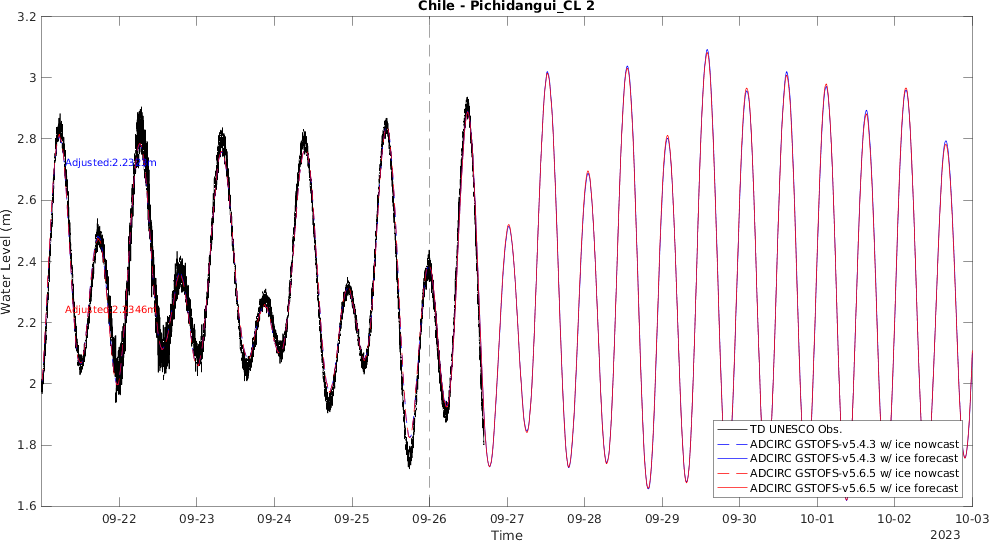 Chile - Pichidangui_CL 2
3.2
3
2.8
2.6
2.4
2.2
2
1.8
1.6
Water Level (m)
Adjusted:
Adjusted:2.2346m
TD UNESCO Obs.
ADCIRC GSTOFS-v5.4.3 w/ ice nowcast
ADCIRC GSTOFS-v5.4.3 w/ ice forecast
ADCIRC GSTOFS-v5.6.5 w/ ice nowcast
ADCIRC GSTOFS-v5.6.5 w/ ice forecast
09-22 09-23 09-24 09-25 09-26 09-27 09-28 09-29 09-30 10-01 10-02 10-03
2023
Time